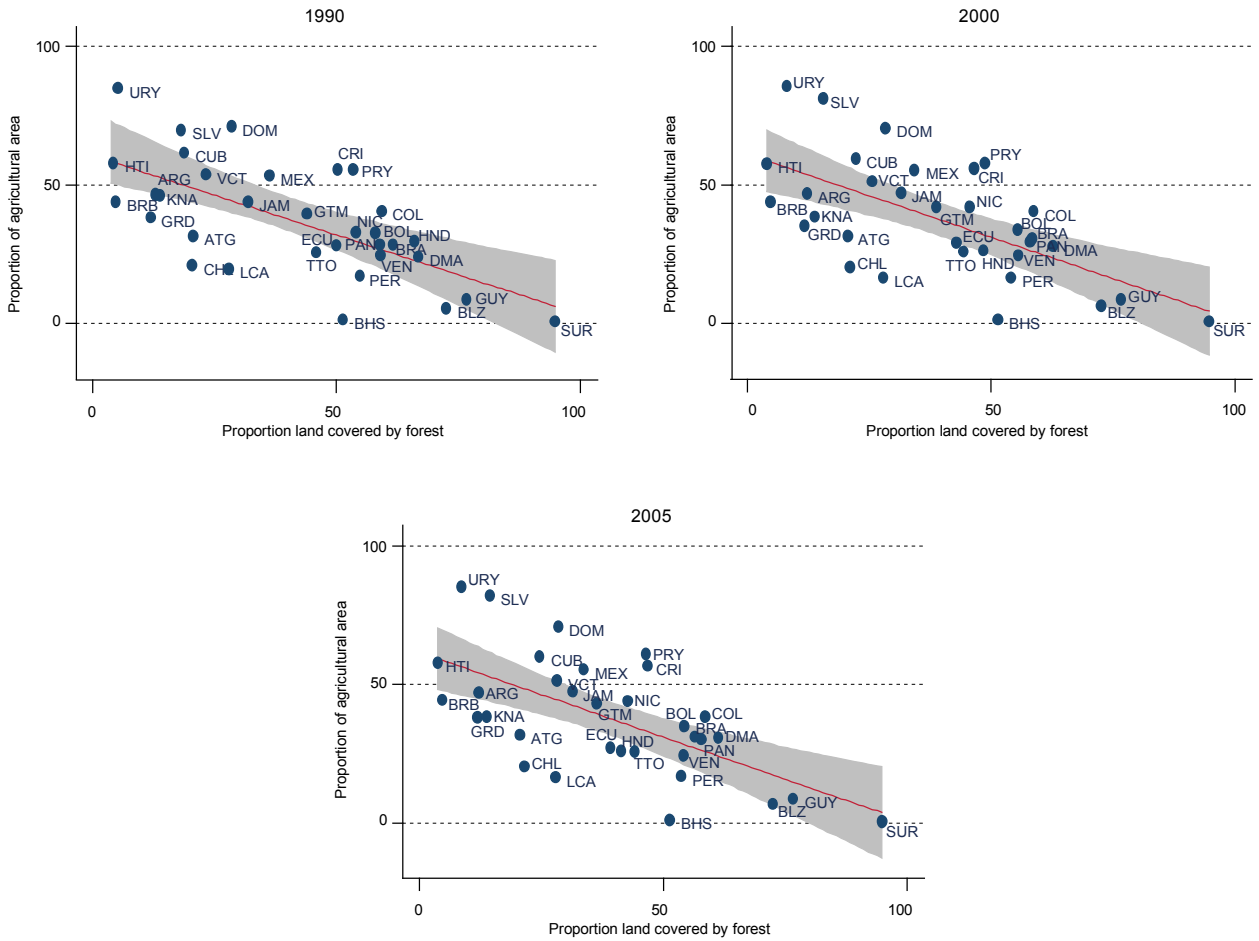 1990
Proportion of agricultural area
100
50
0
URY
SLV
DOM
CUB
HTI
ARG
KNA
VCT
MEX
CRI
PRY
BRB
GRD
JAM
GTM
NIC
COL
ATG
ECU
PAN
BOL
HND
BRA
CHL
LCA
TTO
VEN
DMA
PER
GUY
BLZ
BHS
SUR
0
50
100
Proportion land covered by forest
2000
Proportion of agricultural area
100
50
0
URY
SLV
DOM
CUB
HTI
VCT
MEX
PRY
CRI
ARG
JAM
BRB
KNA
GTM
NIC
COL
GRD
ATG
ECU
BOL
BRA
PAN
DMA
CHL
LCA
TTO
HND
VEN
PER
GUY
BLZ
BHS
SUR
0
50
100
Proportion land covered by forest
2005
Proportion of agricultural area
100
50
0
URY
SLV
DOM
CUB
HTI
MEX
PRY
CRI
VCT
ARG
JAM
BRB
KNA
GTM
NIC
BOL
COL
GRD
ATG
ECU
HND
BRA
DMA
PAN
CHL
LCA
TTO
VEN
PER
GUY
BLZ
BHS
SUR
0
50
100
Proportion land covered by forest